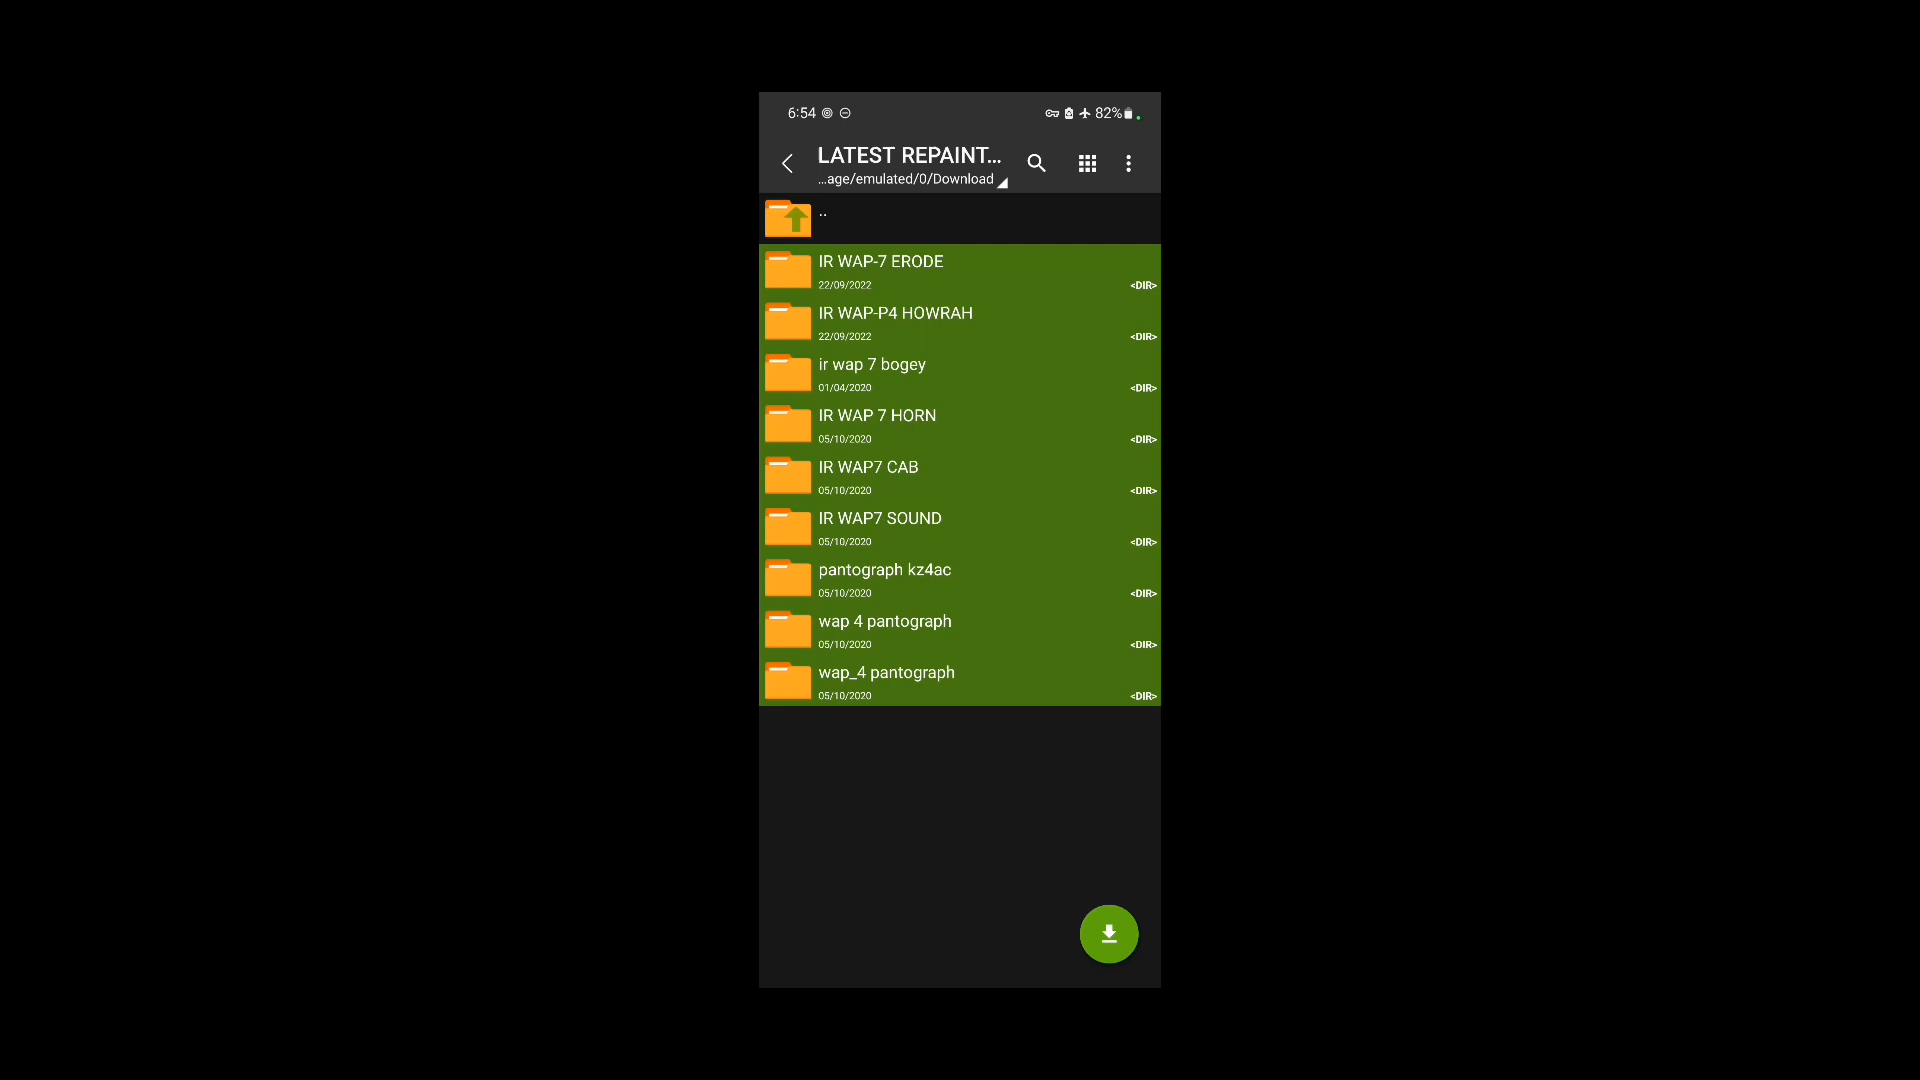 6:54 82%
LATEST REPAINT...
...age/emulated/0/Download
..
IR WAP-7 ERODE
22/09/2022 <DIR>
IR WAP-P4 HOWRAH
22/09/2022 <DIR>
ir wap 7 bogey
01/04/2020 <DIR>
IR WAP 7 HORN
05/10/2020 <DIR>
IR WAP7 CAB
05/10/2020 <DIR>
IR WAP7 SOUND
05/10/2020 <DIR>
pantograph kz4ac
05/10/2020 <DIR>
wap 4 pantograph
05/10/2020 <DIR>
wap_4 pantograph
05/10/2020 <DIR>